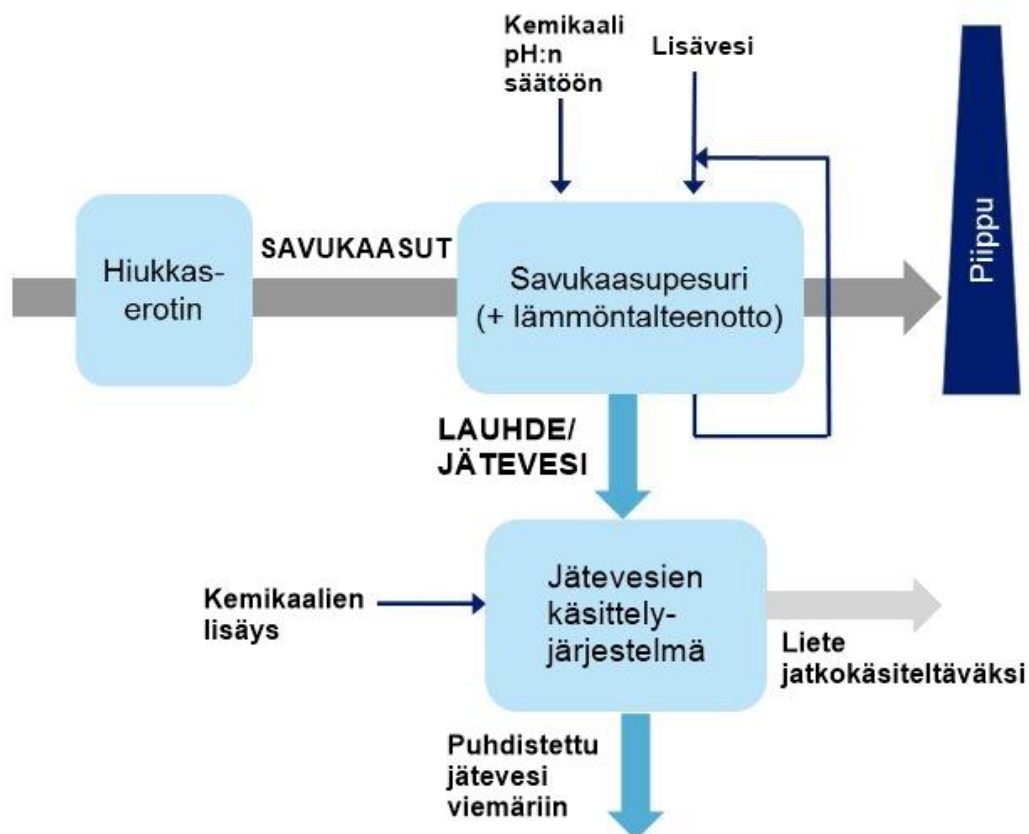 Kemikaali
pH:n
säätöön
Lisävesi
Hiukkas-
erotin
SAVUKAASUT
Savukaasupesuri
(+ lämmöntalteenotto)
Piippu
LAUHDE/
JÄTEVESI
Kemikaalien
lisäys
Jätevesien
käsittely-
järjestelmä
Liete
jatkokäsiteltäväksi
Puhdistettu
jätevesi
viemäriin